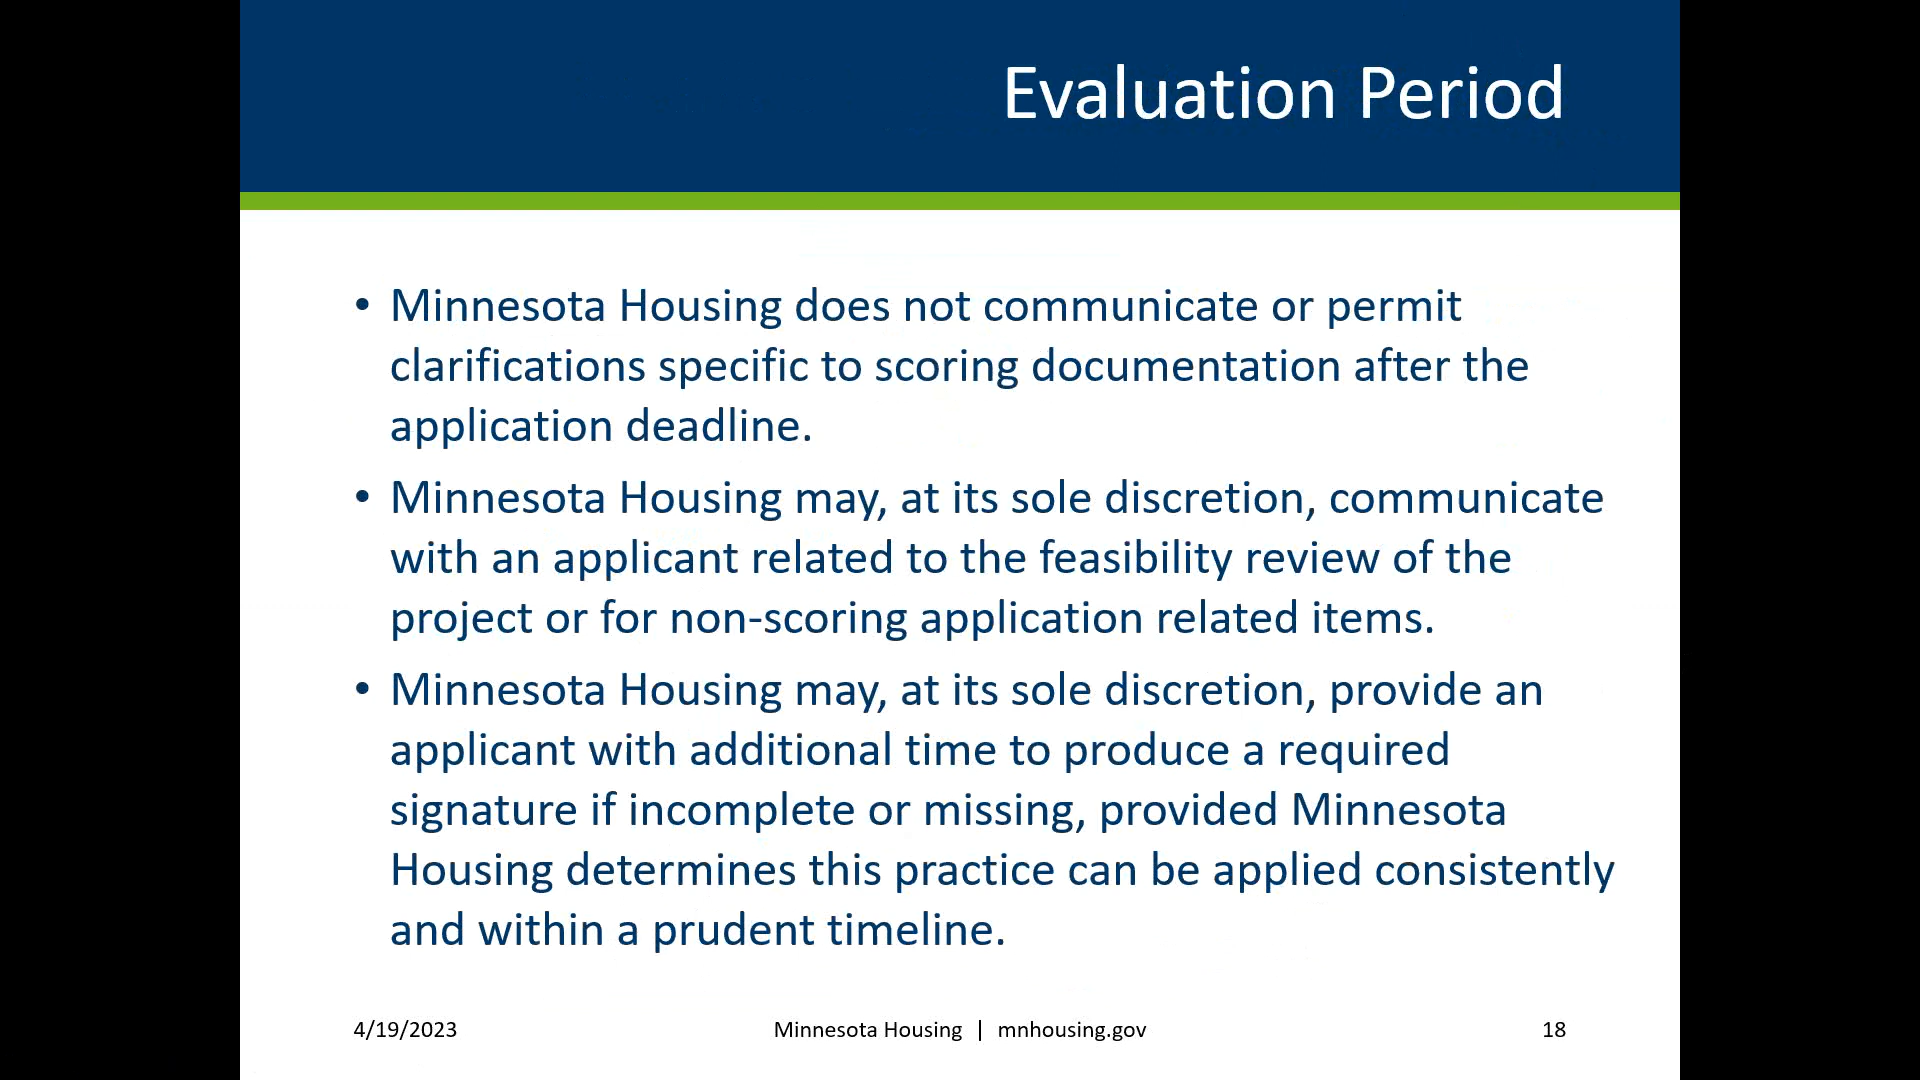 Evaluation Period
• Minnesota Housing does not communicate or permit
clarifications specific to scoring documentation after the
application deadline.
• Minnesota Housing may, at its sole discretion, communicate
with an applicant related to the feasibility review of the
project or for non-scoring application related items.
• Minnesota Housing may, at its sole discretion, provide an
applicant with additional time to produce a required
signature if incomplete or missing, provided Minnesota
Housing determines this practice can be applied consistently
and within a prudent timeline.
4/19/2023 Minnesota Housing | mnhousing.gov 18